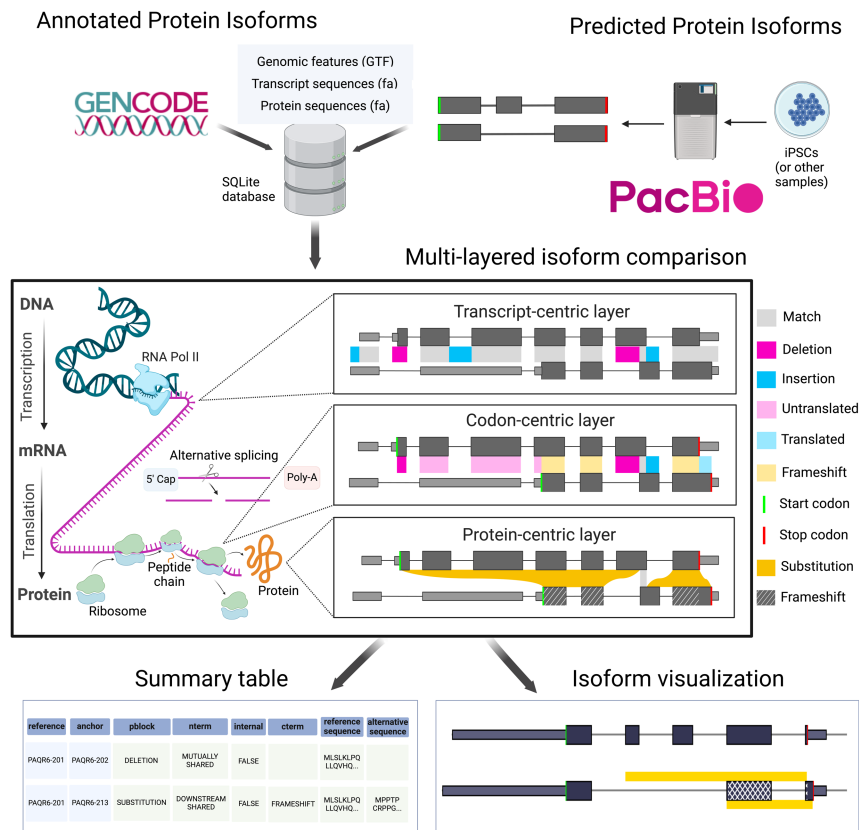 Annotated Protein Isoforms
Predicted Protein Isoforms
Genomic features (GTF)
Transcript sequences (fa)
Protein sequences (fa)
GENCODE
SQLite
database
iPSCs
(or other
samples)
PacBio
Multi-layered isoform comparison
DNA
Transcription
mRNA
Translation
Protein
RNA Pol II
Alternative splicing
5' Cap
Poly-A
Peptide
chain
Ribosome
Protein
Transcript-centric layer
Codon-centric layer
Protein-centric layer
Match
Deletion
Insertion
Untranslated
Translated
Frameshift
Start codon
Stop codon
Substitution
Frameshift
Summary table
reference anchor pblock nterm internal cterm reference sequence alternative sequence
PAQR6-201 PAQR6-202 DELETION MUTUALLY SHARED FALSE MLSLKLPQ LLQVHQ...
PAQR6-201 PAQR6-213 SUBSTITUTION DOWNSTREAM SHARED FALSE FRAMESHIFT MLSLKLPQ LLQVHQ... MPPTP CRPPG...
Isoform visualization